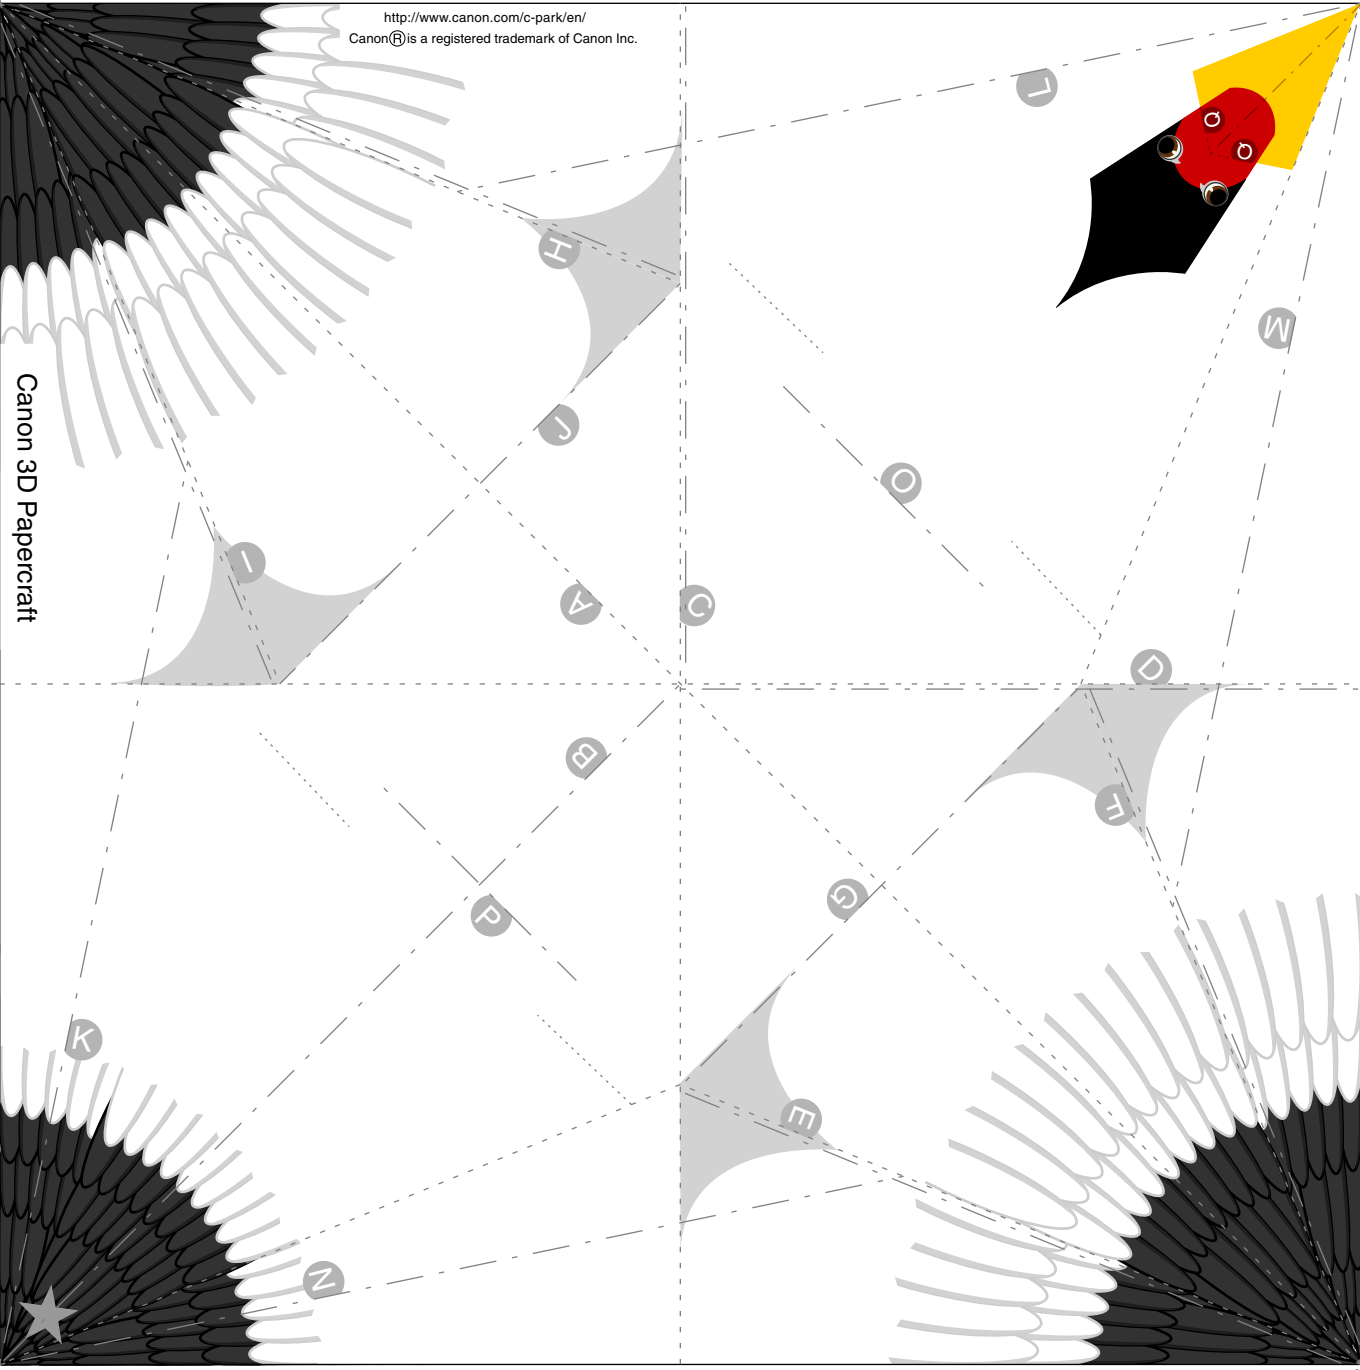 http://www.canon.com/c-park/en/
Canon®is a registered trademark of Canon Inc.
L
Q
Q
H
M
Canon 3D Papercraft
J
O
I
A
C
D
B
F
G
P
K
E
N